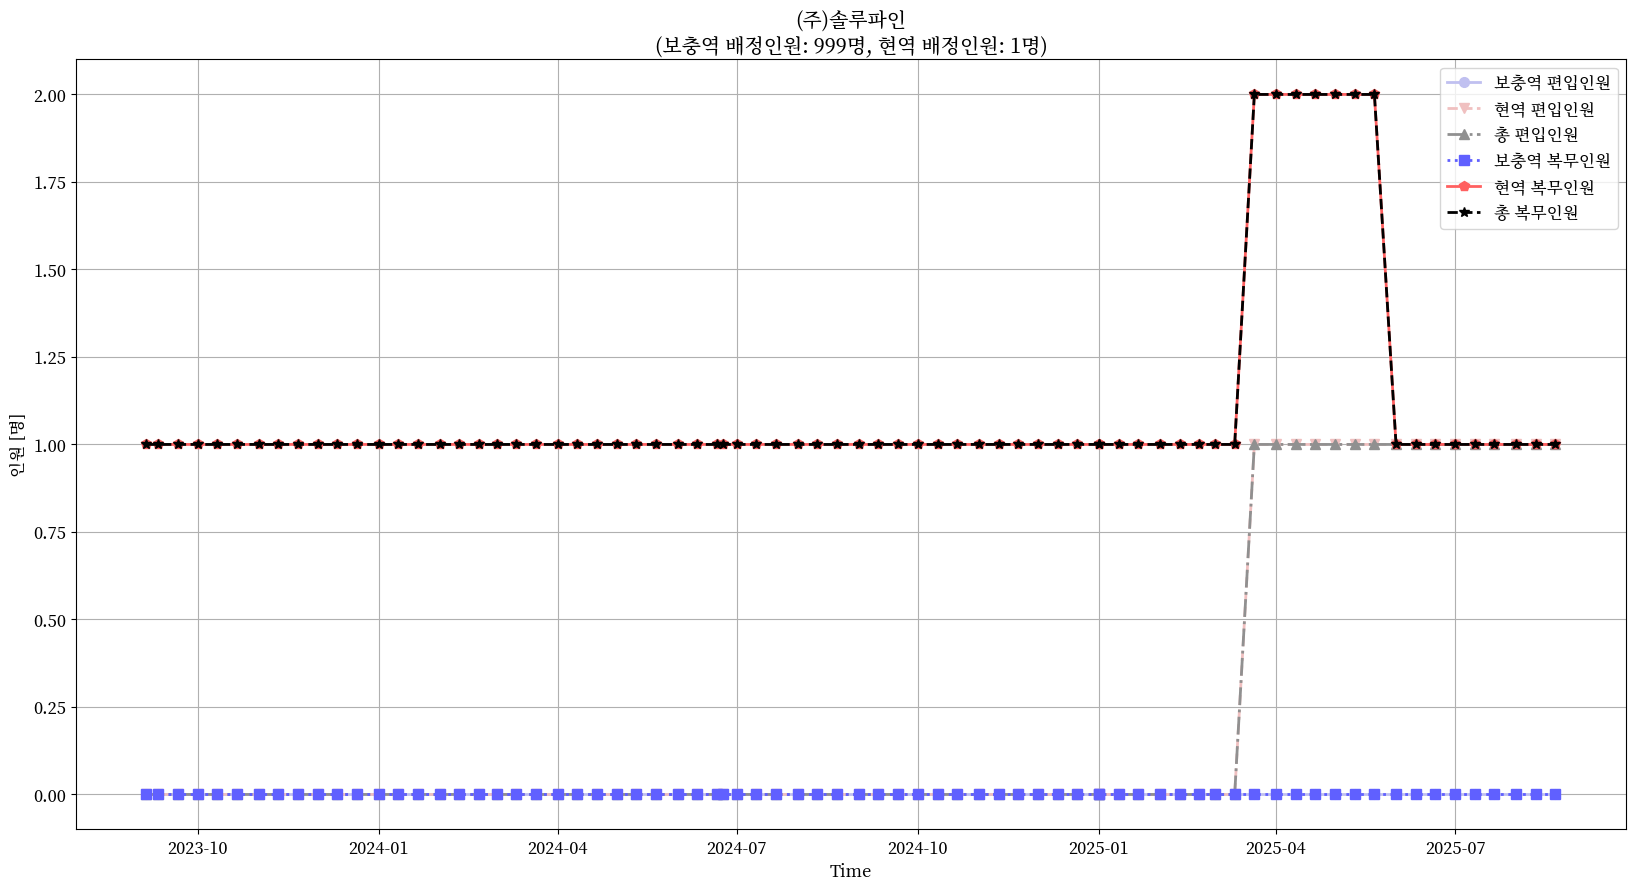 (주)솔루파인
(보충역 배정인원: 999명, 현역 배정인원: 1명)
보충역 편입인원
현역 편입인원
총 편입인원
보충역 복무인원
현역 복무인원
총 복무인원
인원 [명]
2.00
1.75
1.50
1.25
1.00
0.75
0.50
0.25
0.00
2023-10
2024-01
2024-04
2024-07
2024-10
2025-01
2025-04
2025-07
Time